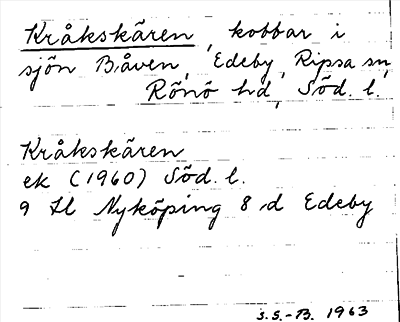 Kråkskären, kobbar i
sjön Båven, Edeby, Ripsa sn,
Rönö hd, Söd. l.
Kråkskären
ek (1960) Söd. l.
9 Hl Nyköping 8 d Edeby
S.S.-B. 1963